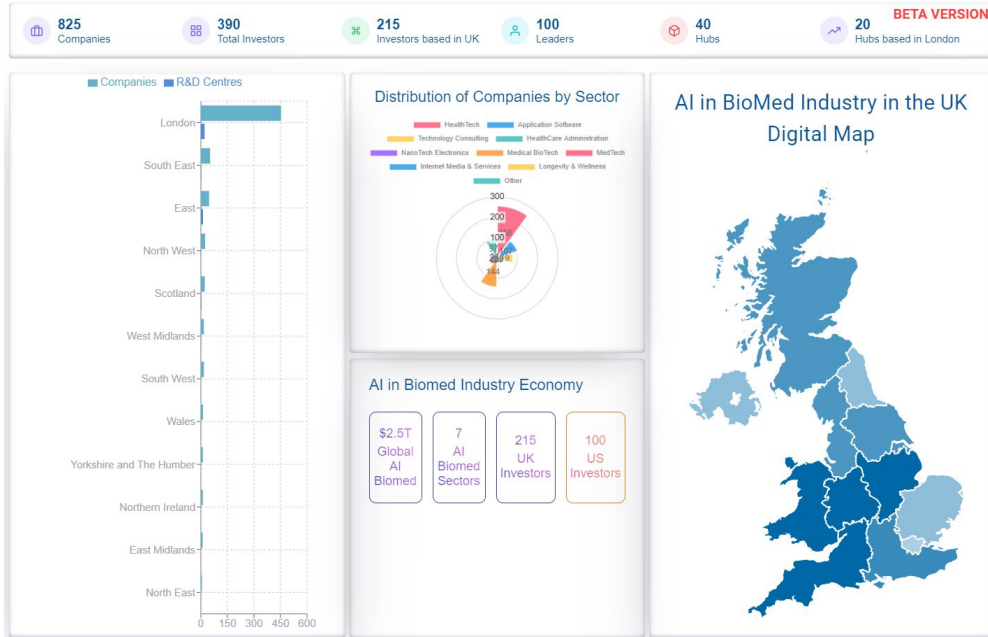 BETA VERSION
825
Companies
390
Total Investors
215
Investors based in UK
100
Leaders
40
Hubs
20
Hubs based in London
Companies R&D Centres
London
South East
East
North West
Scotland
West Midlands
South West
Wales
Yorkshire and The Humber
Northern Ireland
East Midlands
North East
0 150 300 450 600
Distribution of Companies by Sector
HealthTech Application Software
Technology Consulting HealthCare Administration
NanoTech Electronics Medical BioTech MedTech
Internet Media & Services Longevity & Wellness
Other
300
200
100
144
AI in Biomed Industry Economy
$2.5T
Global
AI
Biomed
7
AI
Biomed
Sectors
215
UK
Investors
100
US
Investors
AI in BioMed Industry in the UK
Digital Map